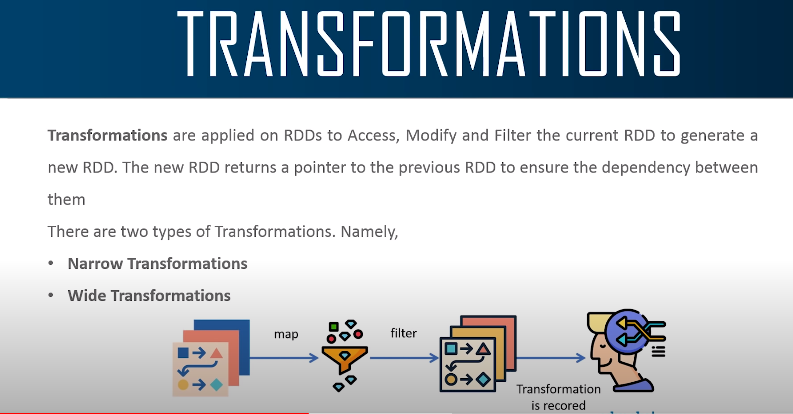 TRANSFORMATIONS
Transformations are applied on RDDs to Access, Modify and Filter the current RDD to generate a
new RDD. The new RDD returns a pointer to the previous RDD to ensure the dependency between
them
There are two types of Transformations. Namely,
• Narrow Transformations
• Wide Transformations
map
filter
Transformation
is recored